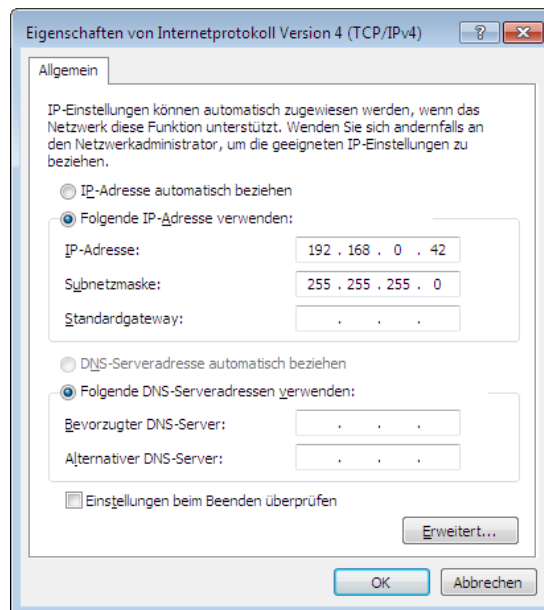 Eigenschaften von Internetprotokoll Version 4 (TCP/IPv4)
Allgemein
IP-Einstellungen können automatisch zugewiesen werden, wenn das
Netzwerk diese Funktion unterstützt. Wenden Sie sich andernfalls an
den Netzwerkadministrator, um die geeigneten IP-Einstellungen zu
beziehen.
IP-Adresse automatisch beziehen
Folgende IP-Adresse verwenden:
IP-Adresse: 192 . 168 . 0 . 42
Subnetzmaske: 255 . 255 . 255 . 0
Standardgateway: . . .
DNS-Serveradresse automatisch beziehen
Folgende DNS-Serveradressen verwenden:
Bevorzugter DNS-Server: . . .
Alternativer DNS-Server: . . .
Einstellungen beim Beenden überprüfen
Erweitert...
OK Abbrechen